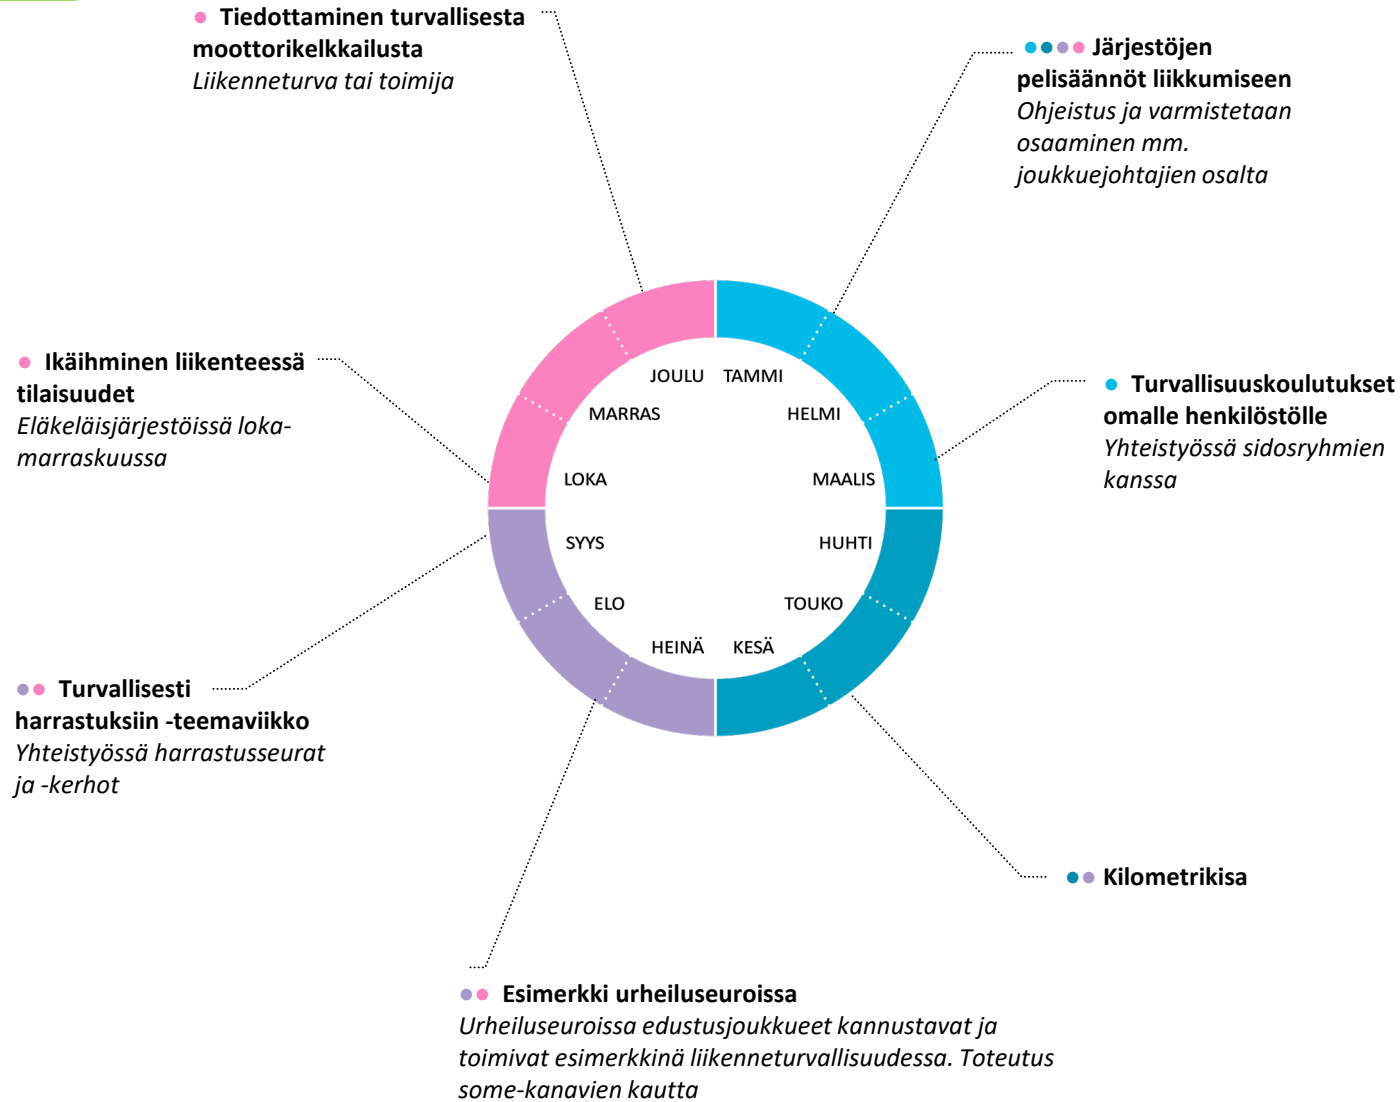 Tiedottaminen turvallisesta
moottorikelkkailusta
Liikenneturva tai toimija
Järjestöjen
pelisäännöt liikkumiseen
Ohjeistus ja varmistetaan
osaaminen mm.
joukkuejohtajien osalta
Ikäihminen liikenteessä
tilaisuudet
Eläkeläisjärjestöissä loka-
marraskuussa
Turvallisuuskoulutukset
omalle henkilöstölle
Yhteistyössä sidosryhmien
kanssa
JOULU TAMMI
MARRAS HELMI
LOKA MAALIS
SYYS HUHTI
ELO TOUKO
HEINÄ KESÄ
Turvallisesti
harrastuksiin -teemaviikko
Yhteistyössä harrastusseurat
ja -kerhot
Kilometrikisa
Esimerkki urheiluseuroissa
Urheiluseuroissa edustusjoukkueet kannustavat ja
toimivat esimerkkinä liikenneturvallisuudessa. Toteutus
some-kanavien kautta